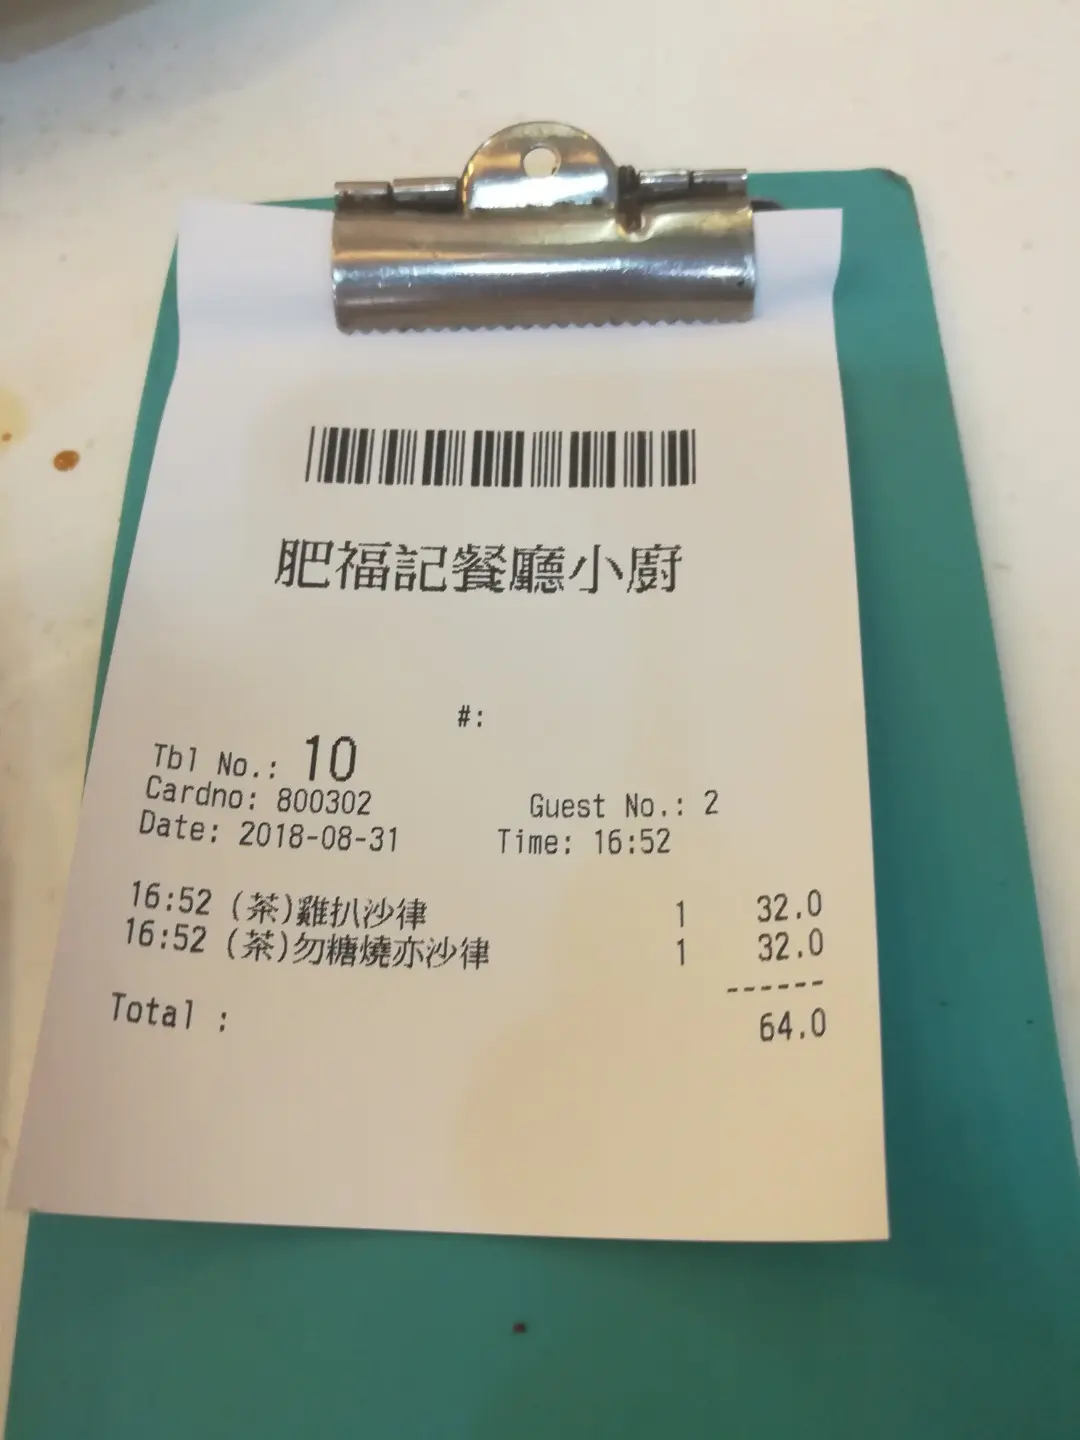 肥福記餐廳小廚
#:
Tbl No.: 10
Cardno: 800302 Guest No.: 2
Date: 2018-08-31 Time: 16:52
16:52 (茶)雞扒沙律 1 32.0
16:52 (茶)勿糖燒亦沙律 1 32.0
------
Total : 64.0